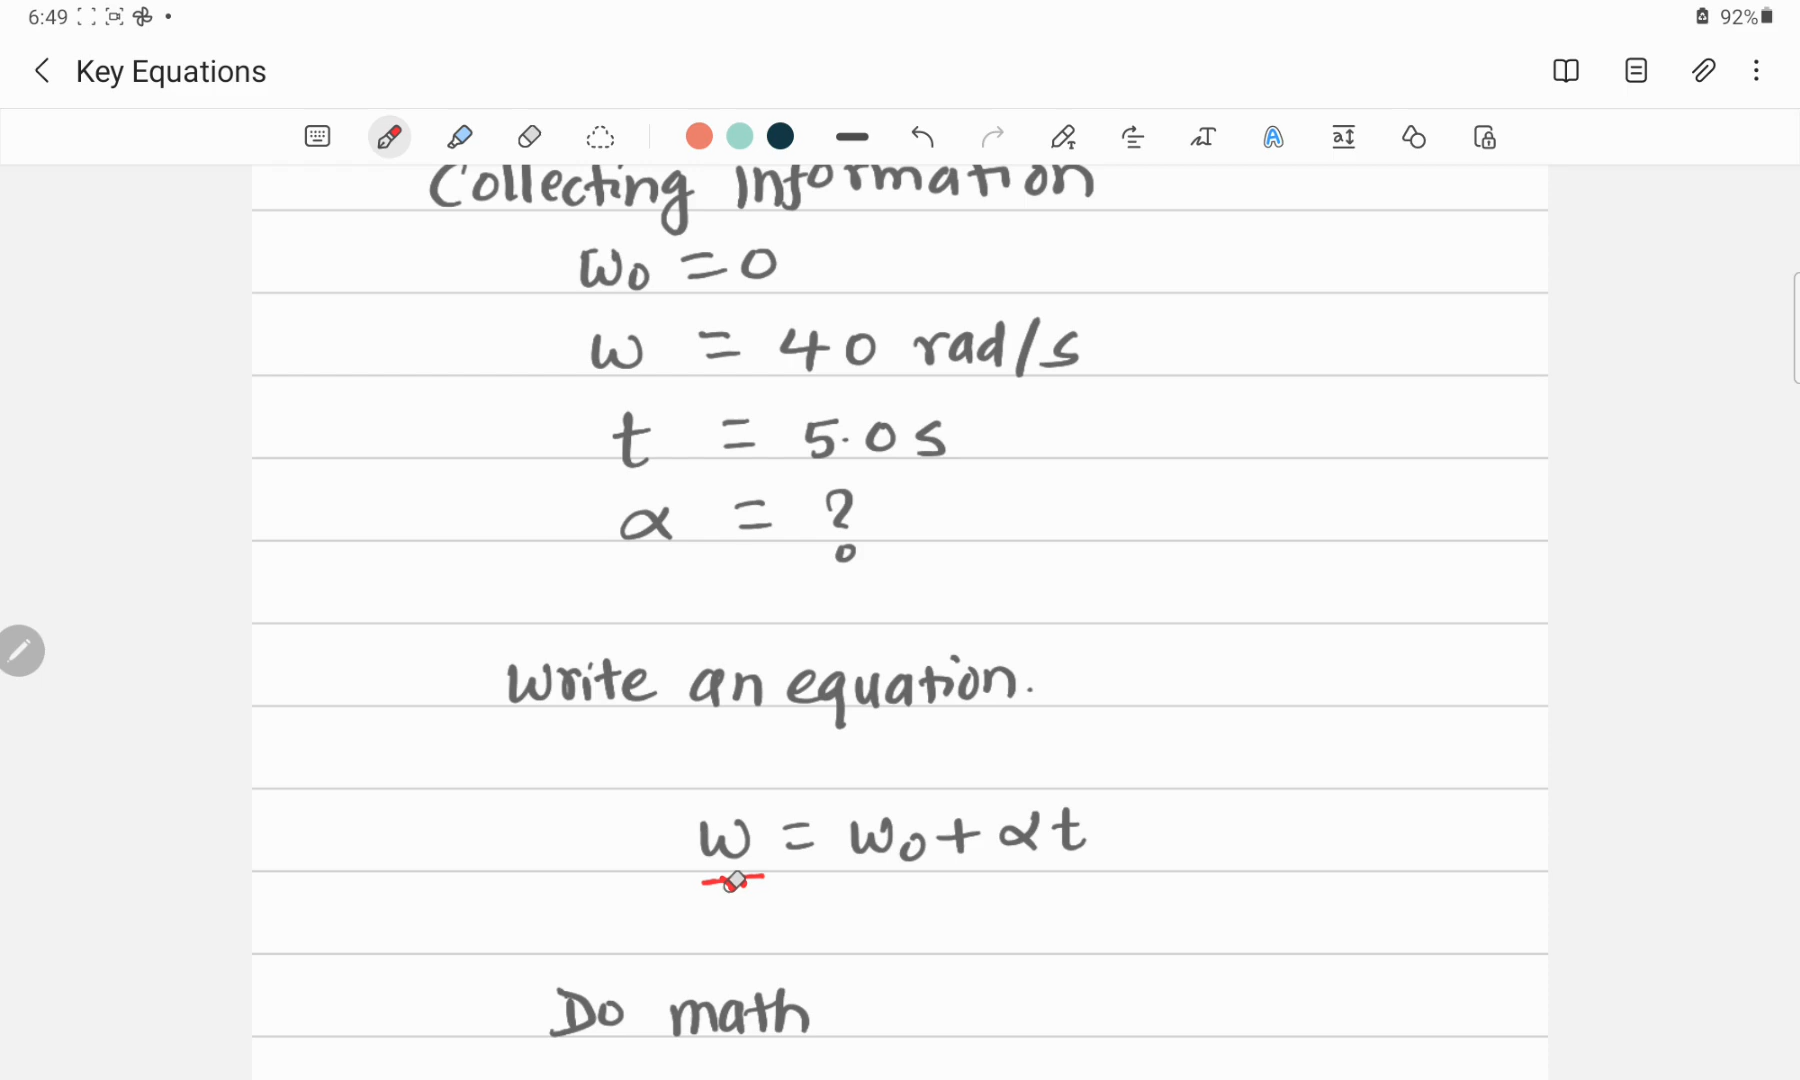 6:49 92%
Key Equations
Collecting Information
ω₀ = 0
ω = 40 rad/s
t = 5.0 s
α = ?
Write an equation.
ω = ω₀ + αt
Do math